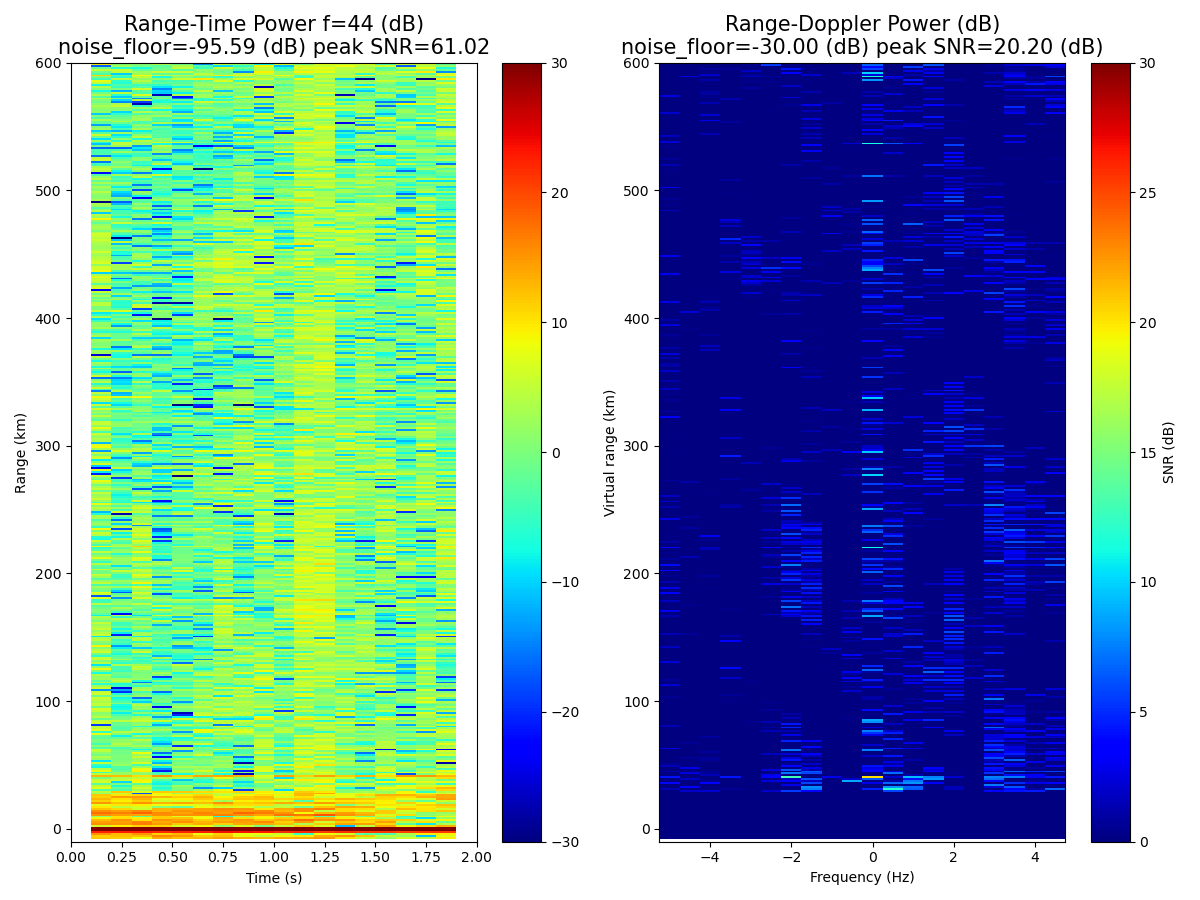 Range-Time Power f=44 (dB)
noise_floor=-95.59 (dB) peak SNR=61.02
600
500
400
300
200
100
0
Range (km)
0.00 0.25 0.50 0.75 1.00 1.25 1.50 1.75 2.00
Time (s)
30
20
10
0
−10
−20
−30
Range-Doppler Power (dB)
noise_floor=-30.00 (dB) peak SNR=20.20 (dB)
600
500
400
300
200
100
0
Virtual range (km)
−4 −2 0 2 4
Frequency (Hz)
30
25
20
15
10
5
0
SNR (dB)